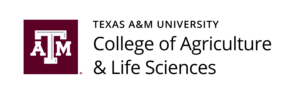 TEXAS A&M UNIVERSITY
ATM
College of Agriculture
& Life Sciences